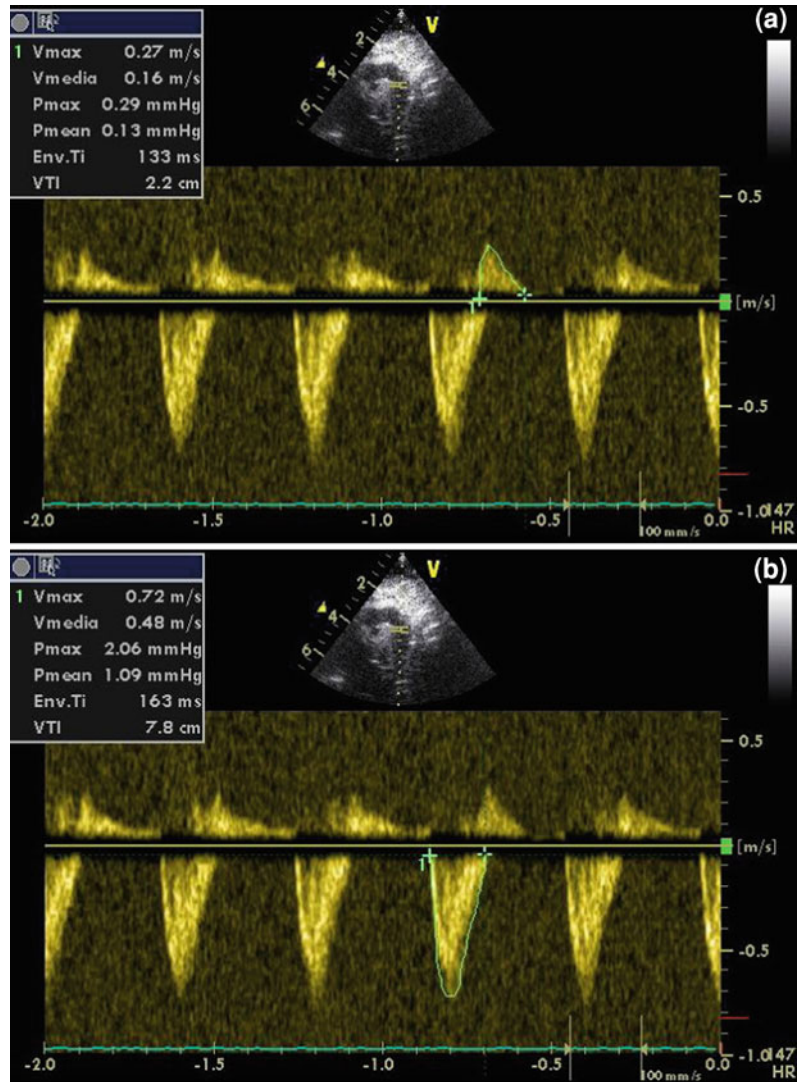 (a)
1 Vmax 0.27 m/s
Vmedia 0.16 m/s
Pmax 0.29 mmHg
Pmean 0.13 mmHg
Env.Ti 133 ms
VTI 2.2 cm
V
2
4
6
0.5
1
[m/s]
-0.5
-1.0
147
HR
-2.0 -1.5 -1.0 -0.5 0.0
100 mm/s
(b)
1 Vmax 0.72 m/s
Vmedia 0.48 m/s
Pmax 2.06 mmHg
Pmean 1.09 mmHg
Env.Ti 163 ms
VTI 7.8 cm
V
2
4
6
0.5
1
[m/s]
-0.5
-1.0
147
HR
-2.0 -1.5 -1.0 -0.5 0.0
100 mm/s